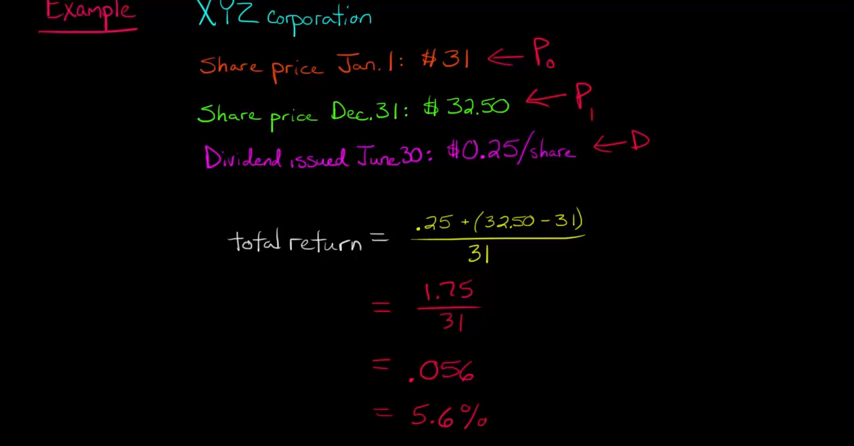 Example
XYZ corporation
Share price Jan. 1: $31 ← P₀
Share price Dec. 31: $32.50 ← P₁
Dividend issued June 30: $0.25/share ← D
total return = .25 + (32.50 - 31)
31
= 1.75
31
= .056
= 5.6%